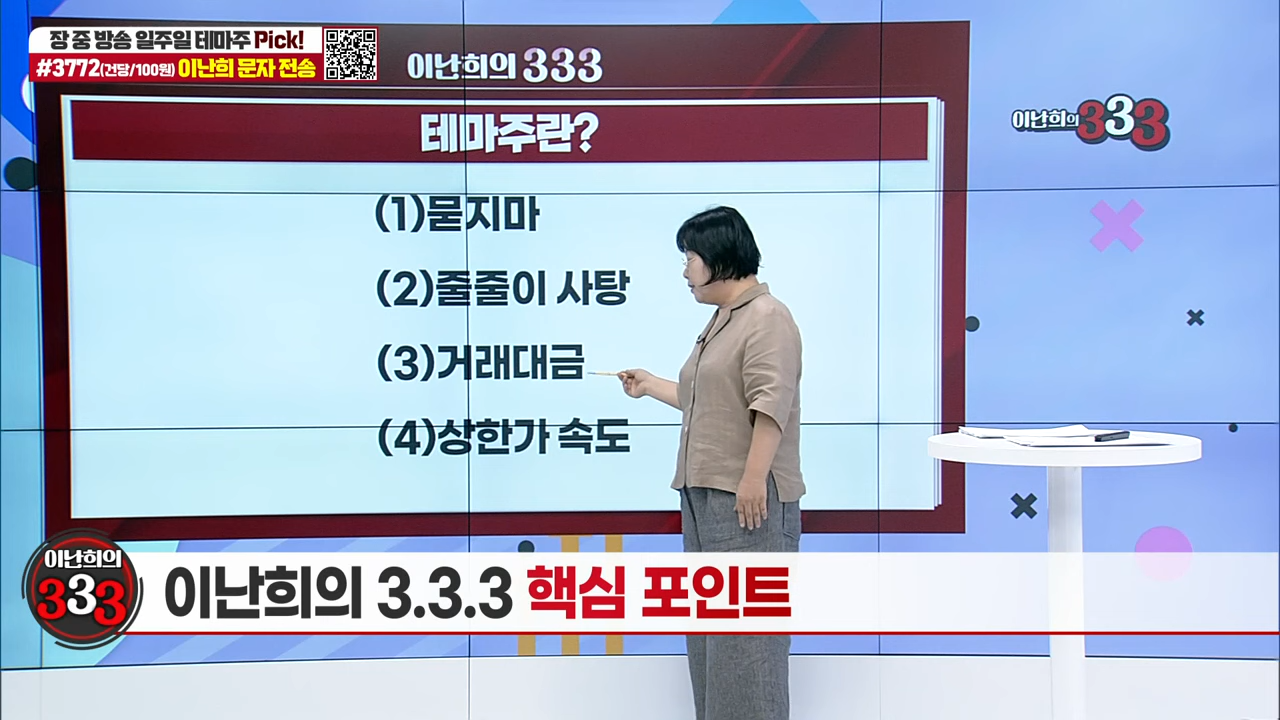 장 중 방송 일주일 테마주 Pick!
#3772(건당/100원) 이난희 문자 전송
이난희의 333
이난희의 333
테마주란?
(1)묻지마
(2)줄줄이 사탕
(3)거래대금
(4)상한가 속도
이난희의
333
이난희의 3.3.3 핵심 포인트